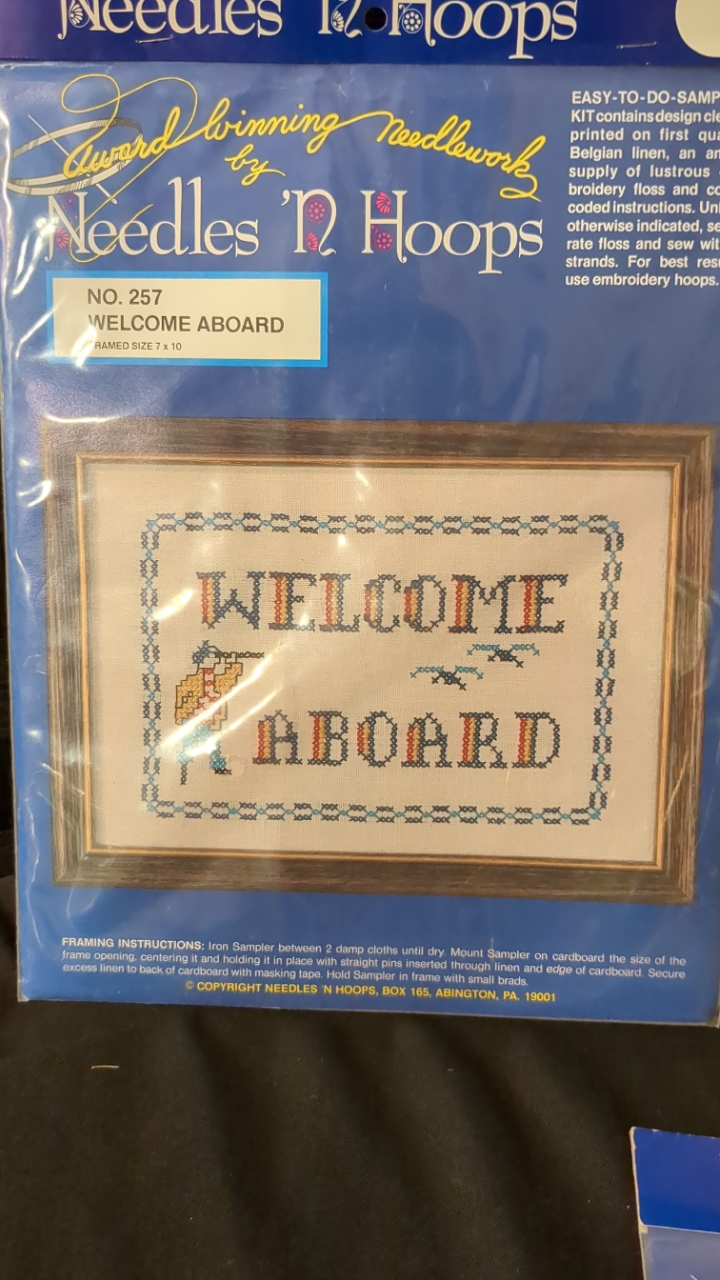 Needles 'N Hoops
Award Winning Needlework
by
Needles 'N Hoops
NO. 257
WELCOME ABOARD
FRAMED SIZE 7 x 10
EASY-TO-DO-SAMP
KIT contains design cle
printed on first qua
Belgian linen, an am
supply of lustrous
broidery floss and co
coded instructions. Unl
otherwise indicated, se
rate floss and sew wit
strands. For best resu
use embroidery hoops.
WELCOME
ABOARD
FRAMING INSTRUCTIONS: Iron Sampler between 2 damp cloths until dry. Mount Sampler on cardboard the size of the
frame opening, centering it and holding it in place with straight pins inserted through linen and edge of cardboard. Secure
excess linen to back of cardboard with masking tape. Hold Sampler in frame with small brads.
© COPYRIGHT NEEDLES 'N HOOPS, BOX 165, ABINGTON, PA. 19001